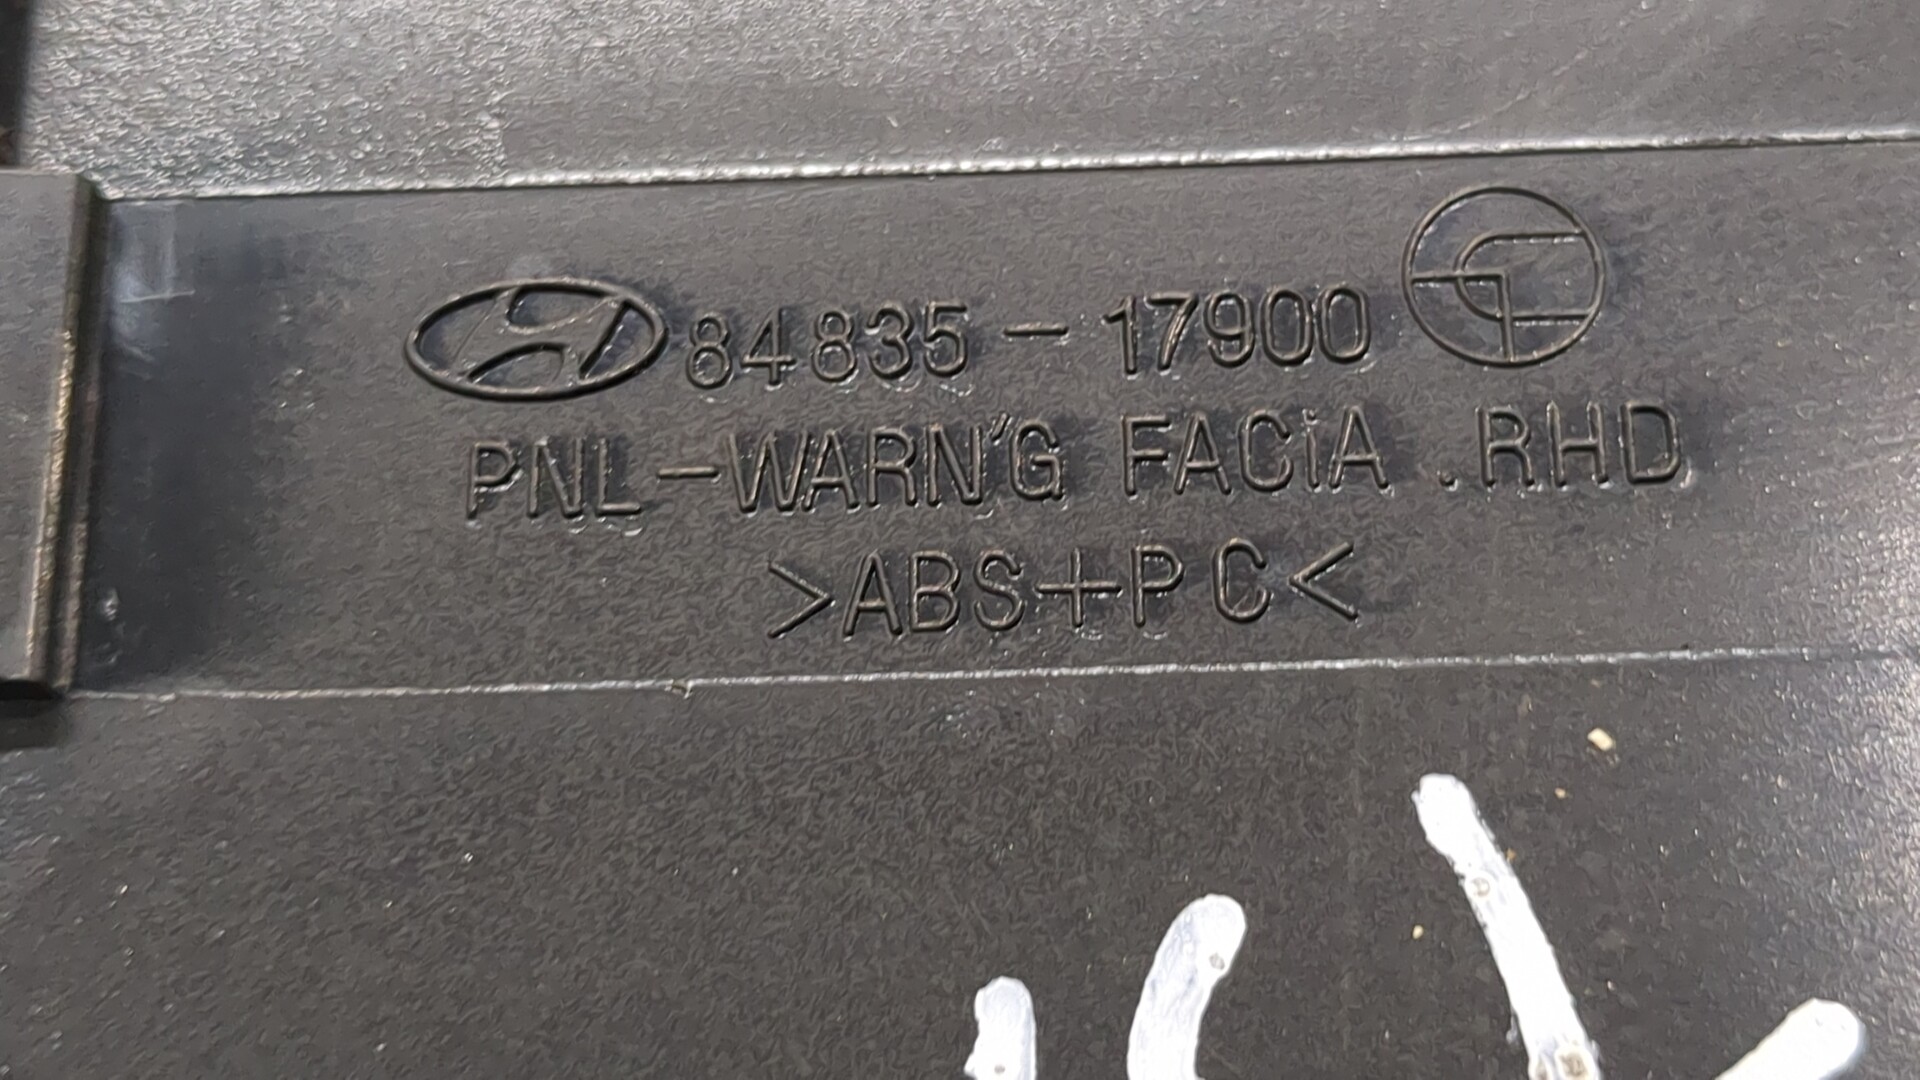 84835-17900
PNL-WARN'G FACiA .RHD
>ABS+PC<